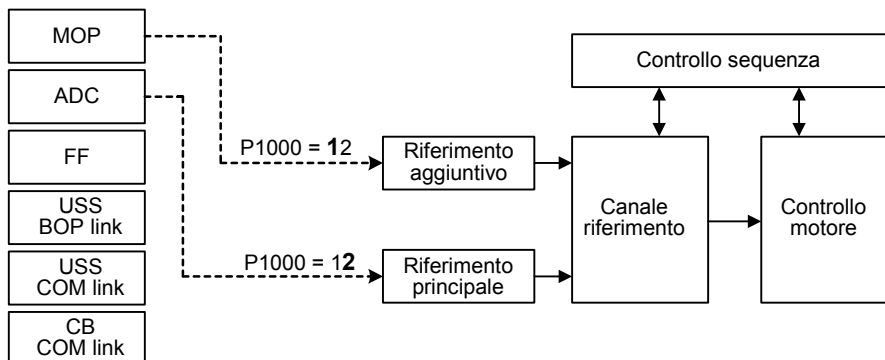 MOP
ADC
FF
USS
BOP link
USS
COM link
CB
COM link
P1000 = 12
P1000 = 12
Riferimento
aggiuntivo
Riferimento
principale
Controllo sequenza
Canale
riferimento
Controllo
motore